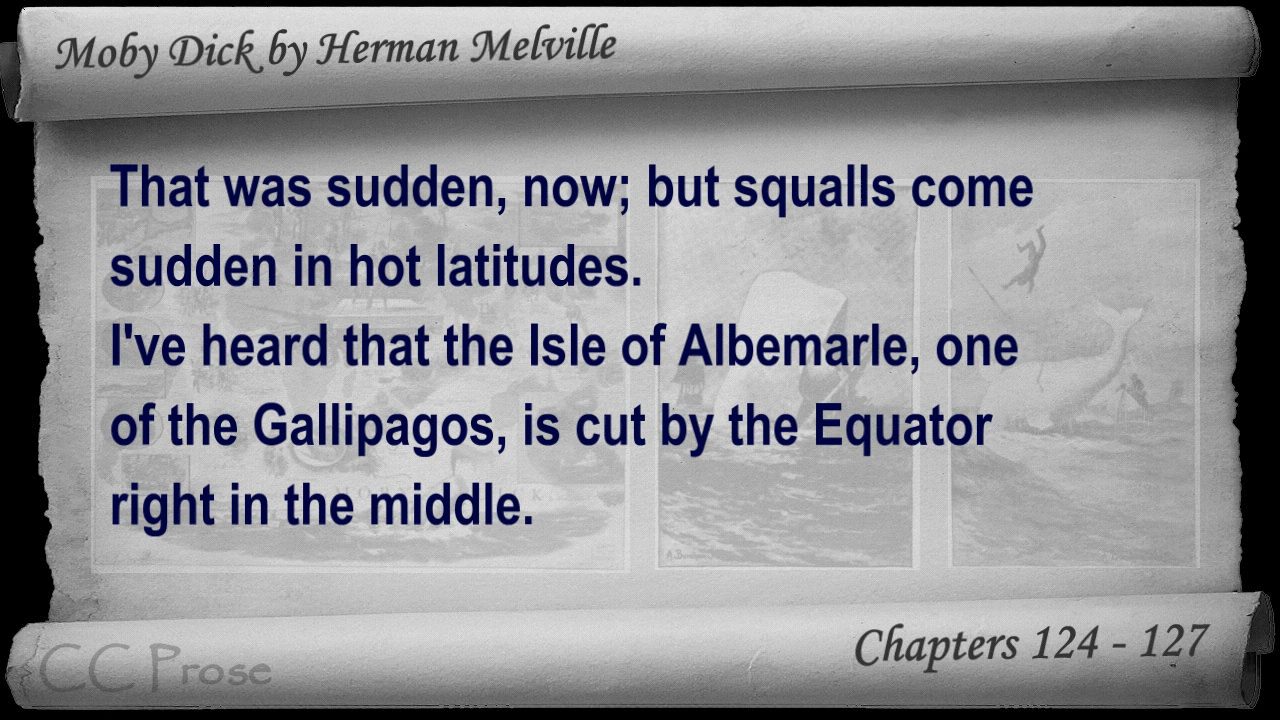 Moby Dick by Herman Melville
That was sudden, now; but squalls come
sudden in hot latitudes.
I've heard that the Isle of Albemarle, one
of the Gallipagos, is cut by the Equator
right in the middle.
Chapters 124 - 127
CC Prose